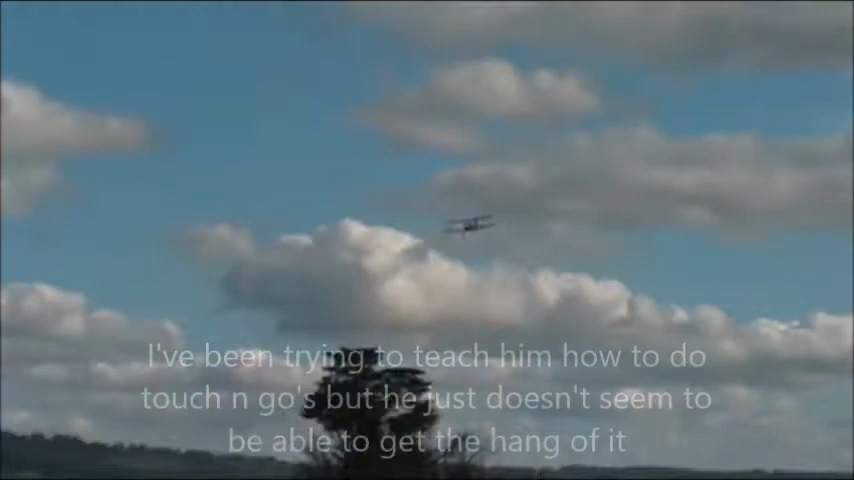 I've been trying to teach him how to do
touch n go's but he just doesn't seem to
be able to get the hang of it